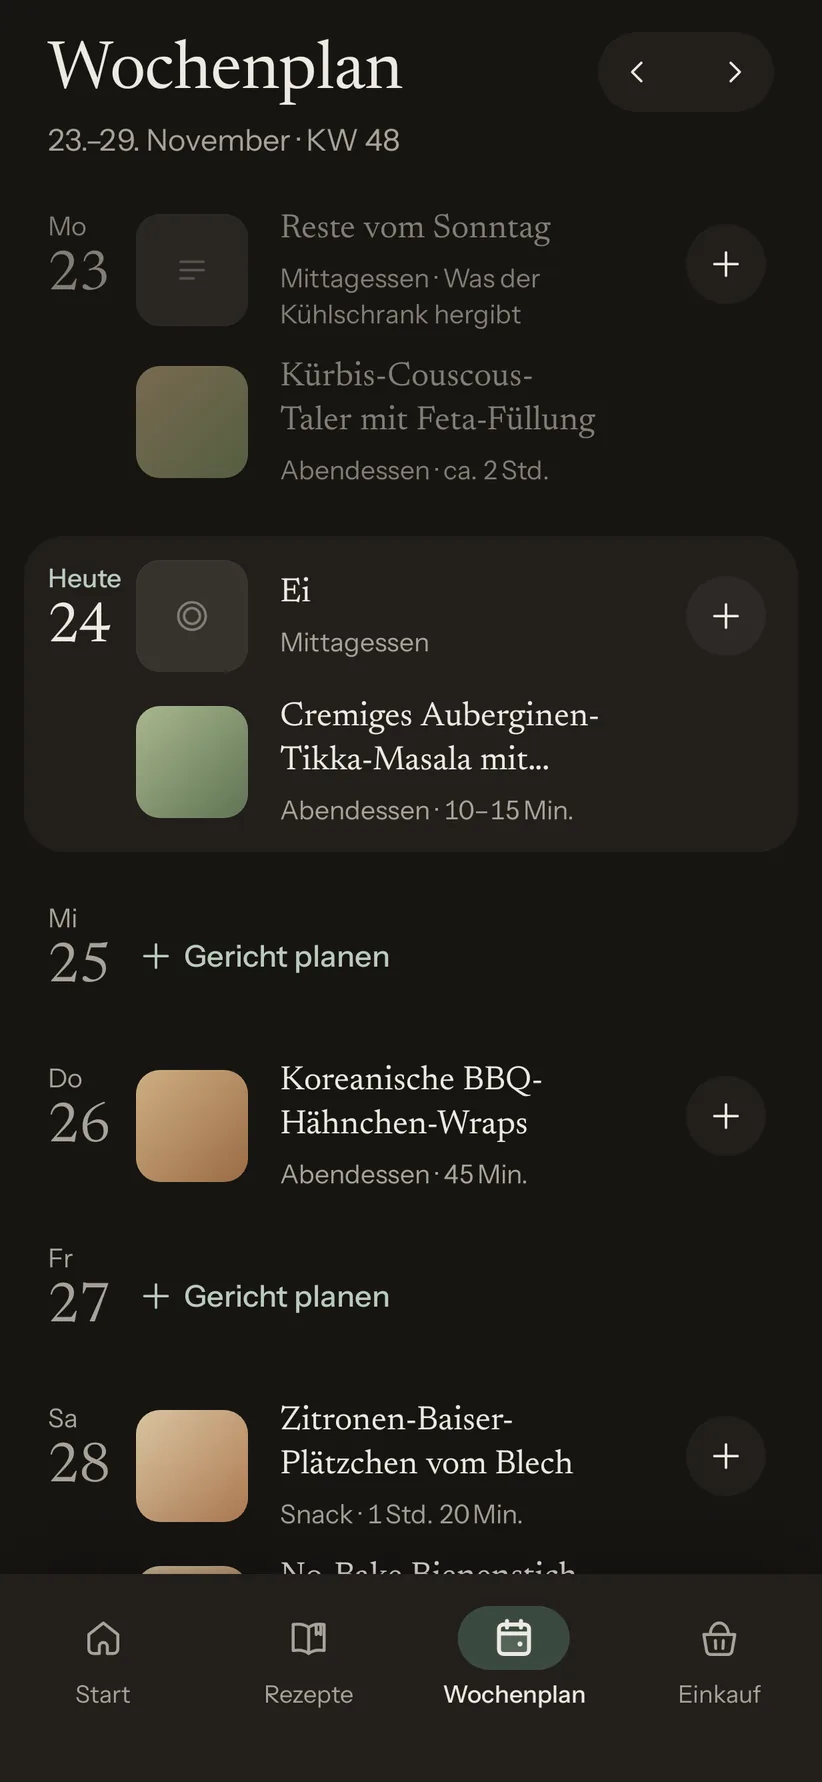 Wochenplan
23.–29. November · KW 48
Mo
23
Reste vom Sonntag
Mittagessen · Was der
Kühlschrank hergibt
Kürbis-Couscous-
Taler mit Feta-Füllung
Abendessen · ca. 2 Std.
Heute
24
Ei
Mittagessen
Cremiges Auberginen-
Tikka-Masala mit…
Abendessen · 10–15 Min.
Mi
25
+ Gericht planen
Do
26
Koreanische BBQ-
Hähnchen-Wraps
Abendessen · 45 Min.
Fr
27
+ Gericht planen
Sa
28
Zitronen-Baiser-
Plätzchen vom Blech
Snack · 1 Std. 20 Min.
No-Bake Bienenstich
Start
Rezepte
Wochenplan
Einkauf